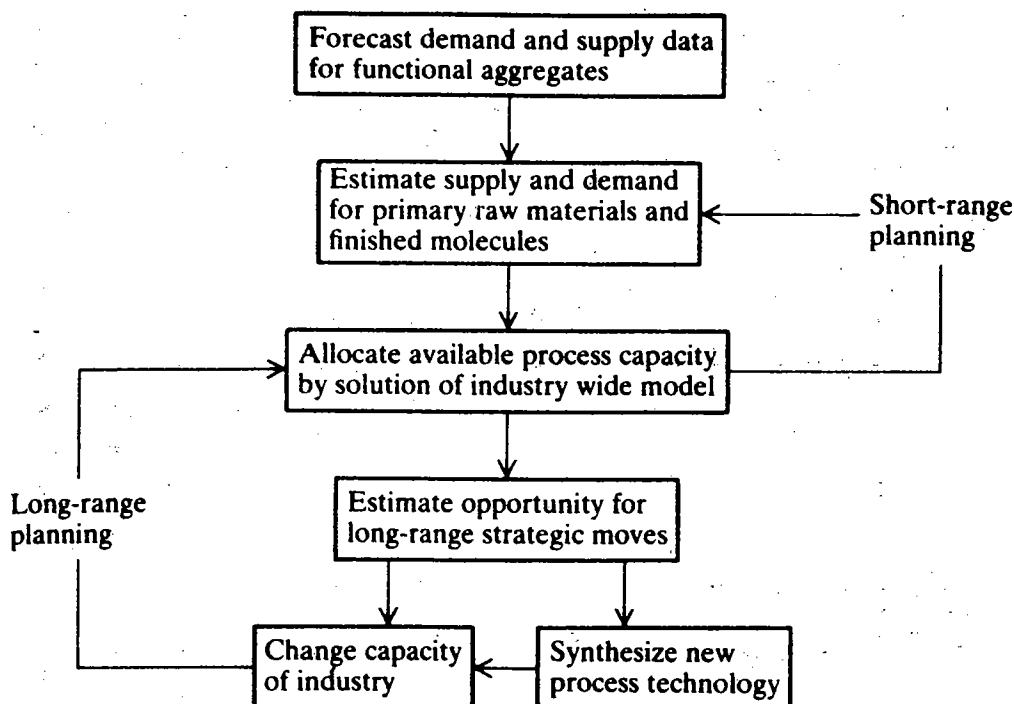 Forecast demand and supply data
for functional aggregates
Estimate supply and demand
for primary raw materials and
finished molecules
Short-range
planning
Allocate available process capacity
by solution of industry wide model
Estimate opportunity for
long-range strategic moves
Long-range
planning
Change capacity
of industry
Synthesize new
process technology